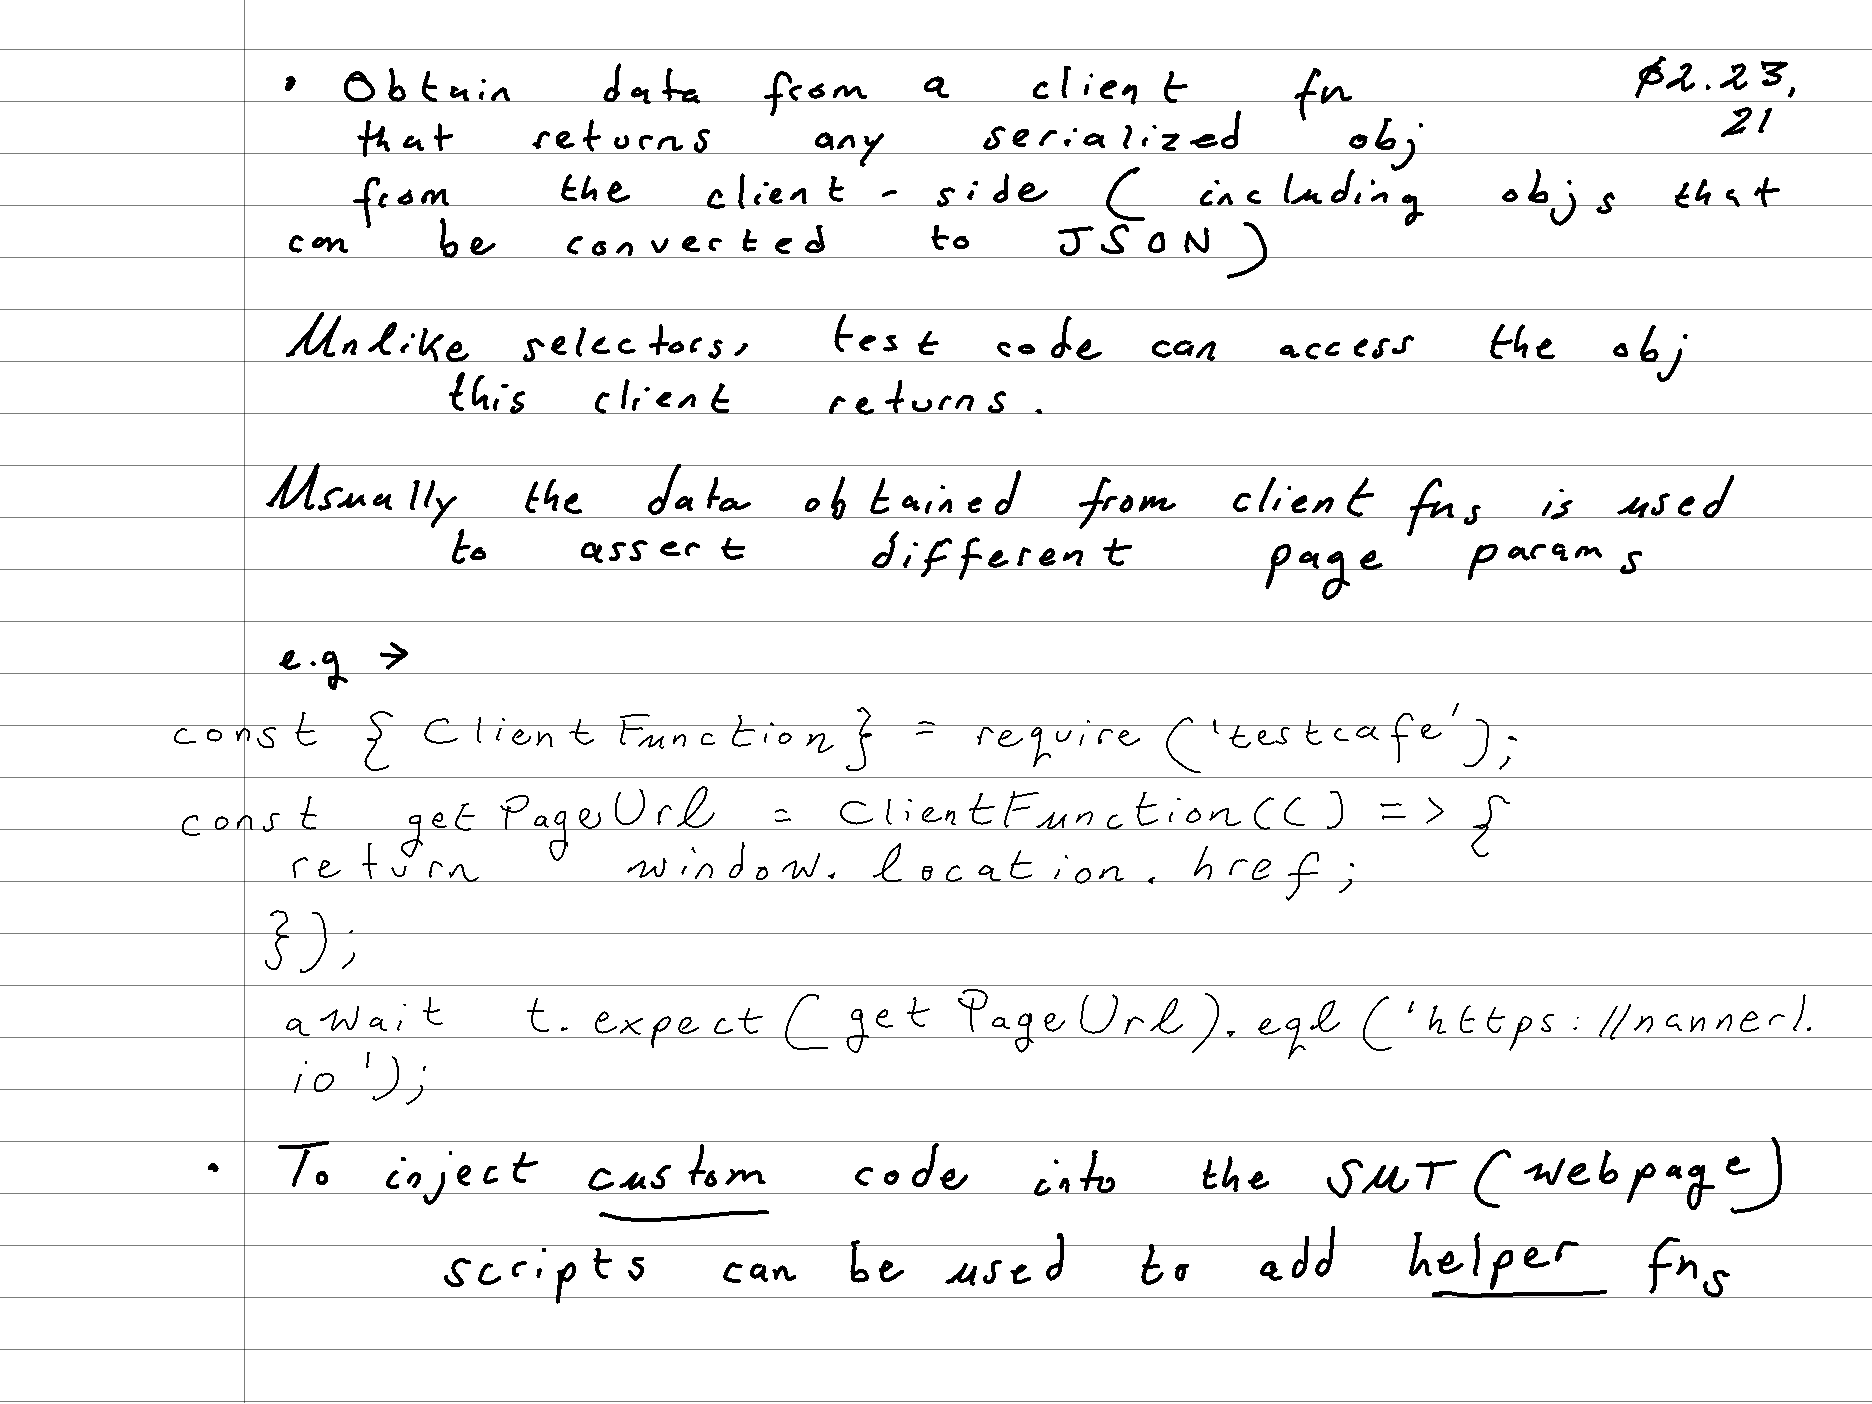 • Obtain data from a client fn
02.23,
21
that returns any serialized obj
from the client-side (including objs that
can be converted to JSON)
Unlike selectors, test code can access the obj
this client returns.
Usually the data obtained from client fns is used
to assert different page params
e.g →
const { ClientFunction } = require ('testcafe');
const getPageUrl = ClientFunction(() => {
return window.location.href;
});
await t.expect(getPageUrl).eql('https://nannerl.
io');
• To inject custom code into the SUT (webpage)
scripts can be used to add helper fns